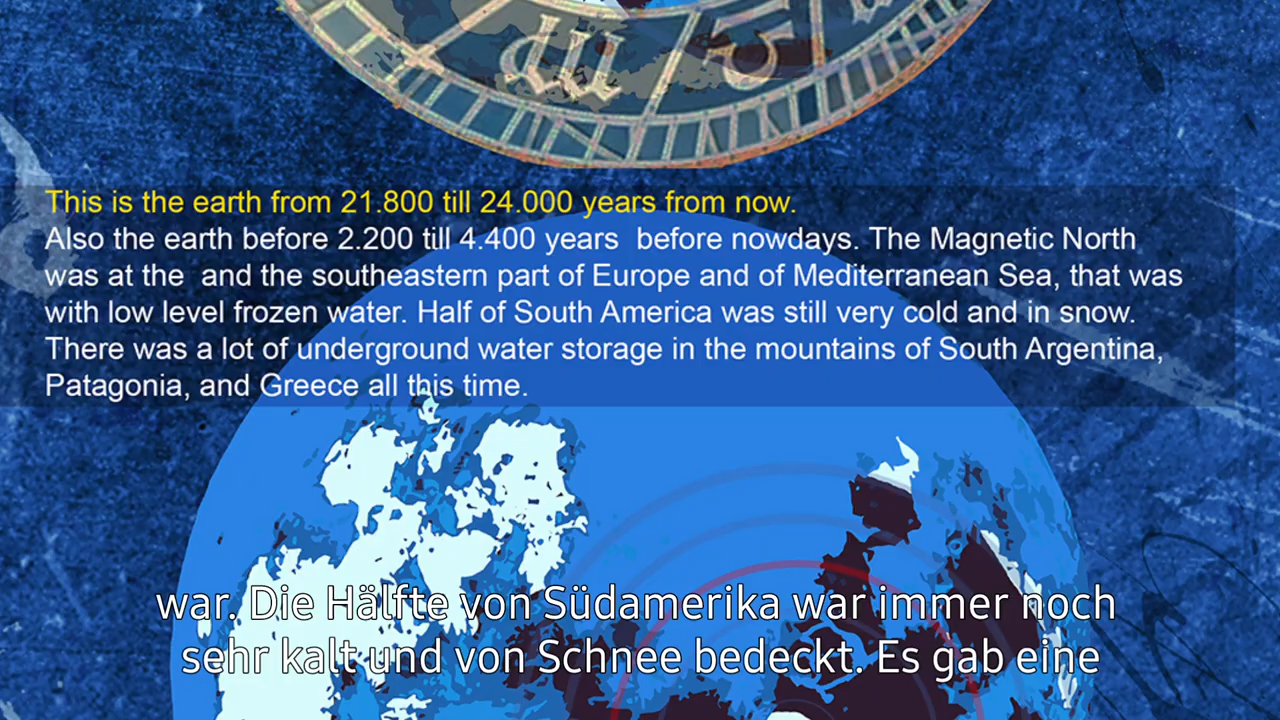 This is the earth from 21.800 till 24.000 years from now.
Also the earth before 2.200 till 4.400 years before nowdays. The Magnetic North
was at the and the southeastern part of Europe and of Mediterranean Sea, that was
with low level frozen water. Half of South America was still very cold and in snow.
There was a lot of underground water storage in the mountains of South Argentina,
Patagonia, and Greece all this time.
war. Die Hälfte von Südamerika war immer noch
sehr kalt und von Schnee bedeckt. Es gab eine